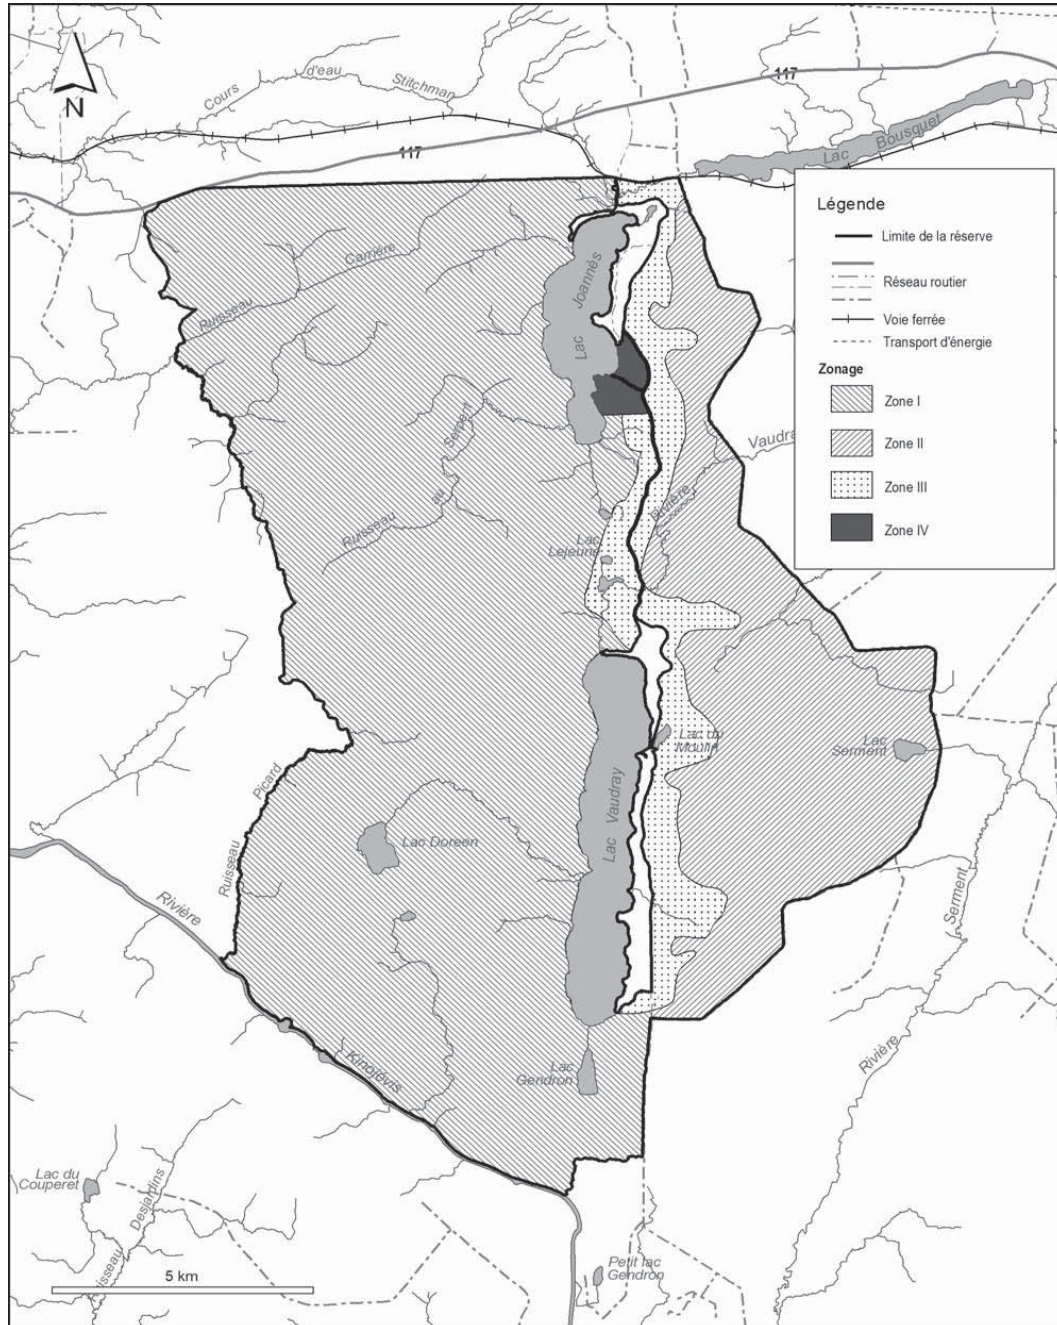 N
Cours
d'eau
Stitchman
117
117
Lac
Bousquet
Légende
Limite de la réserve
Réseau routier
Voie ferrée
Transport d'énergie
Zonage
Zone I
Zone II
Zone III
Zone IV
Ruisseau
Carrière
Lac
Joannès
Ruisseau
au
Serpent
Vaudra
Rivière
Lac
Lejeune
Lac du
Moulin
Lac
Serment
Picard
Ruisseau
Lac Doreen
Lac
Vaudray
Rivière
Kinojévis
Serment
Rivière
Lac
Gendron
Lac du
Couperet
Desjardins
uisseau
5 km
Petit lac
Gendron